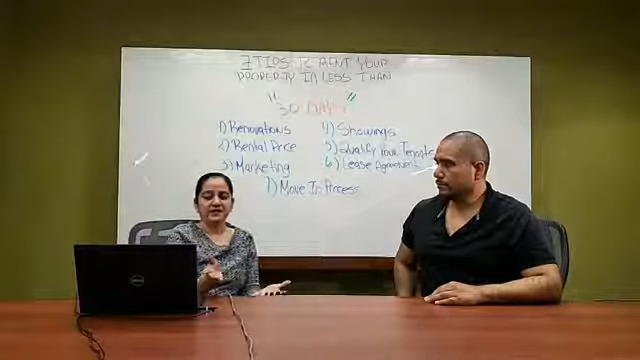 7 TIPS TO RENT YOUR
PROPERTY IN LESS THAN
"30 DAYS"
1) Renovations
4) Showings
2) Rental Price
5) Qualify Your Tenants
3) Marketing
6) Lease Agreement
7) Move In Process
DELL